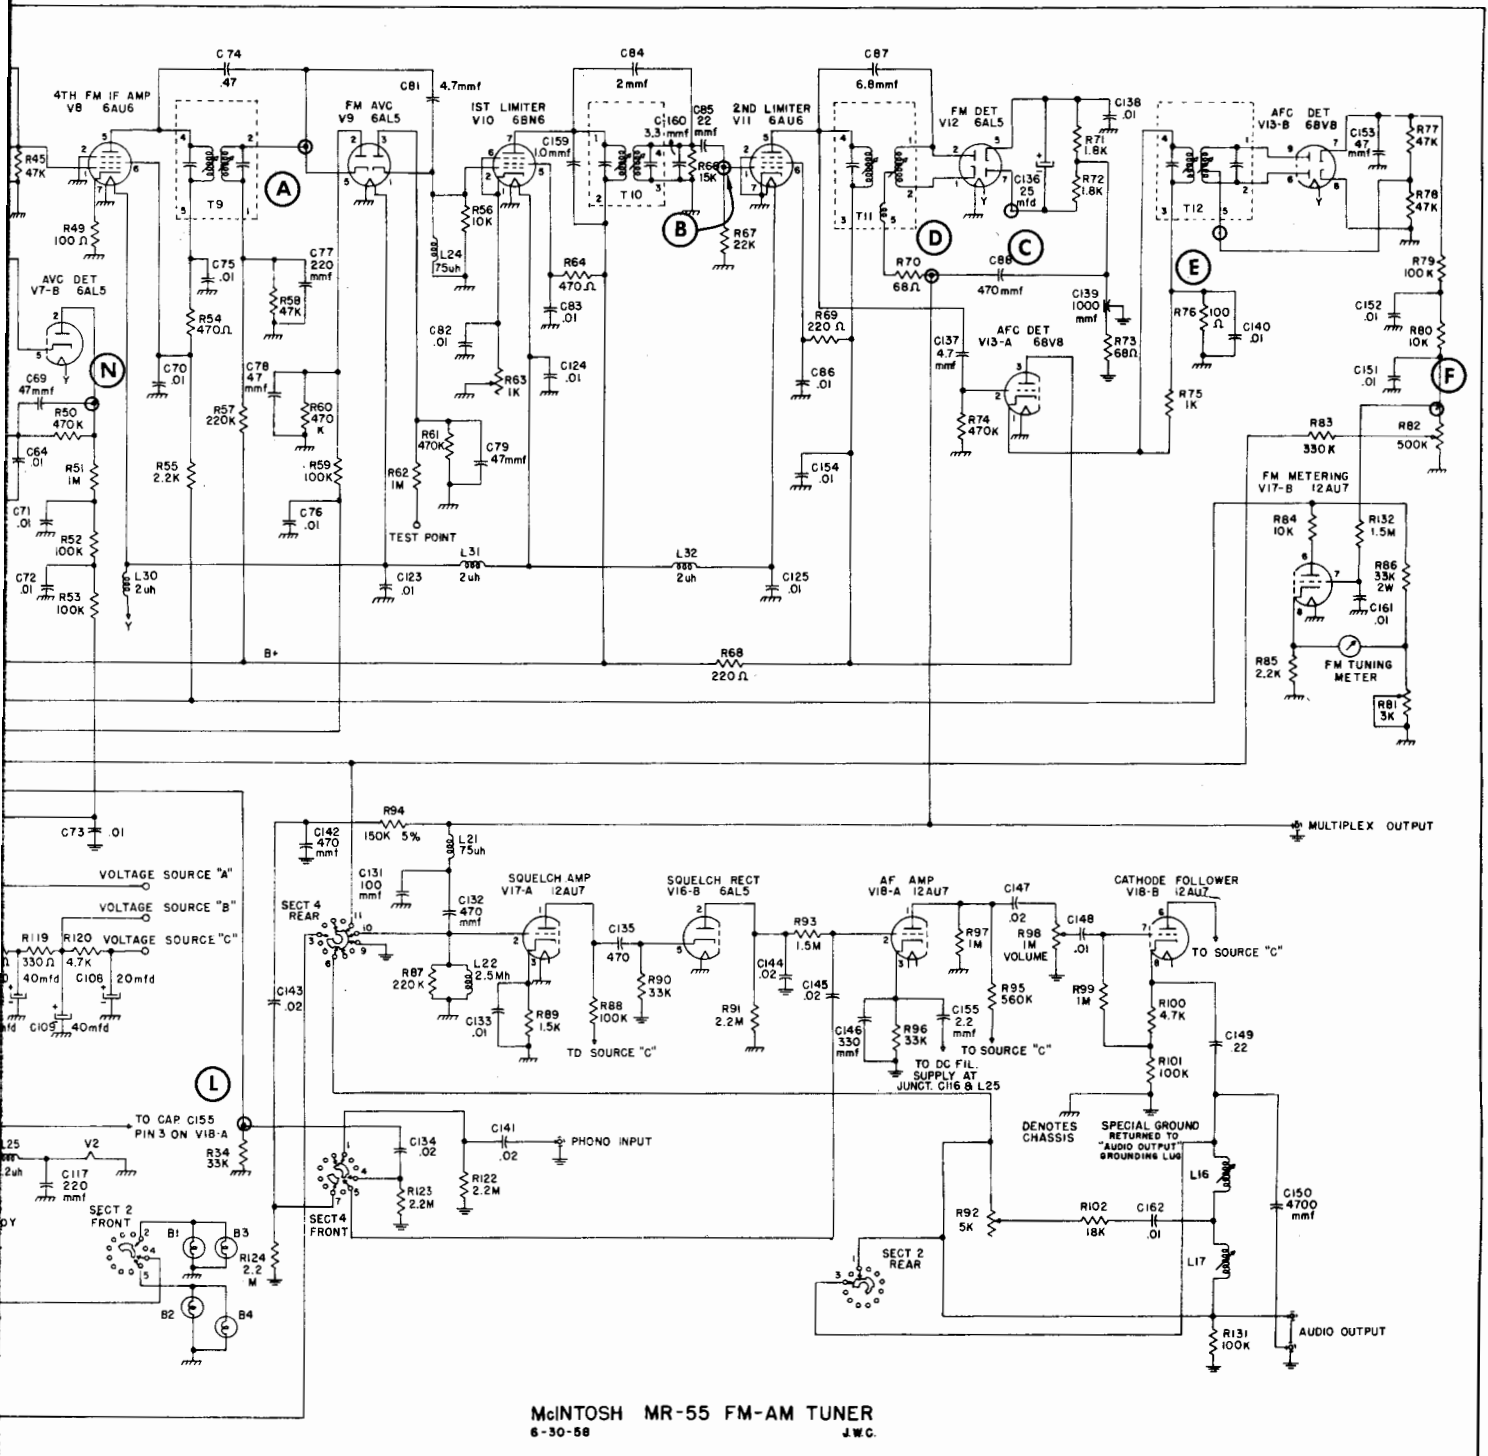 C74
.47
4TH FM IF AMP
V8 6AU6
T9
A
R45
47K
R49
100 Ω
AVC DET
V7-B 6AL5
C75
.01
R54
470Ω
R58
47K
C77
220
mmf
FM AVC
V9 6AL5
C81
4.7mmf
1ST LIMITER
V10 6BN6
R56
10K
L24
75uh
C84
2mmf
C159
1.0mmf
C160
3.3 mmf
C85
22
mmf
R66
15K
T10
B
R67
22K
R64
470Ω
C83
.01
C82
.01
R63
1K
C124
.01
2ND LIMITER
V11 6AU6
C87
6.8mmf
T11
FM DET
V12 6AL5
D
C
C136
25
mfd
R71
1.8K
R72
1.8K
C138
.01
R70
68Ω
C88
470mmf
C139
1000
mmf
R73
68Ω
AFC DET
V13-A 6BV8
C137
4.7
mmf
R74
470K
R69
220 Ω
C86
.01
C154
.01
T12
E
AFC DET
V13-B 6BV8
C153
47
mmf
R77
47K
R78
47K
R79
100K
C152
.01
R80
10K
C151
.01
F
R76
100
Ω
C140
.01
R75
1K
R83
330K
R82
500K
FM METERING
V17-B 12AU7
R84
10K
R132
1.5M
R86
33K
2W
C161
.01
R85
2.2K
FM TUNING
METER
R81
3K
N
C69
47mmf
R50
470K
C64
.01
R51
1M
C71
.01
R52
100K
C72
.01
R53
100K
C70
.01
R55
2.2K
R57
220K
C78
47
mmf
R60
470
K
R59
100K
C76
.01
R61
470K
R62
1M
C79
47mmf
TEST POINT
L30
2uh
Y
C123
.01
L31
2uh
L32
2uh
C125
.01
B+
R68
220Ω
C73 .01
VOLTAGE SOURCE "A"
VOLTAGE SOURCE "B"
VOLTAGE SOURCE "C"
R119
330Ω
R120
4.7K
40mfd
C108
20mfd
C109
40mfd
C142
470
mmf
R94
150K 5%
L21
75uh
C131
100
mmf
C132
470
mmf
SECT 4
REAR
SQUELCH AMP
V17-A 12AU7
R87
220K
L22
2.5Mh
C133
.01
R89
1.5K
C135
470
R88
100K
R90
33K
TO SOURCE "C"
SQUELCH RECT
V16-B 6AL5
R93
1.5M
R91
2.2M
C144
.02
C145
.02
AF AMP
V18-A 12AU7
C146
330
mmf
R96
33K
C155
2.2
mmf
TO DC FIL.
SUPPLY AT
JUNCT. C116 & L25
R97
1M
R95
560K
TO SOURCE "C"
C147
.02
R98
1M
VOLUME
C148
.01
R99
1M
CATHODE FOLLOWER
V18-B 12AU7
TO SOURCE "C"
R100
4.7K
R101
100K
C149
.22
MULTIPLEX OUTPUT
C143
.02
L
TO CAP. C155
PIN 3 ON V18-A
R34
33K
L25
2uh
V2
C117
220
mmf
SECT 2
FRONT
B1
B3
B2
B4
R124
2.2
M
SECT 4
FRONT
C134
.02
R123
2.2M
R122
2.2M
C141
.02
PHONO INPUT
DENOTES
CHASSIS
SPECIAL GROUND
RETURNED TO
"AUDIO OUTPUT"
GROUNDING LUG
L16
R92
5K
R102
18K
C162
.01
C150
4700
mmf
L17
SECT 2
REAR
R131
100K
AUDIO OUTPUT
McINTOSH MR-55 FM-AM TUNER
6-30-58 J.W.C.